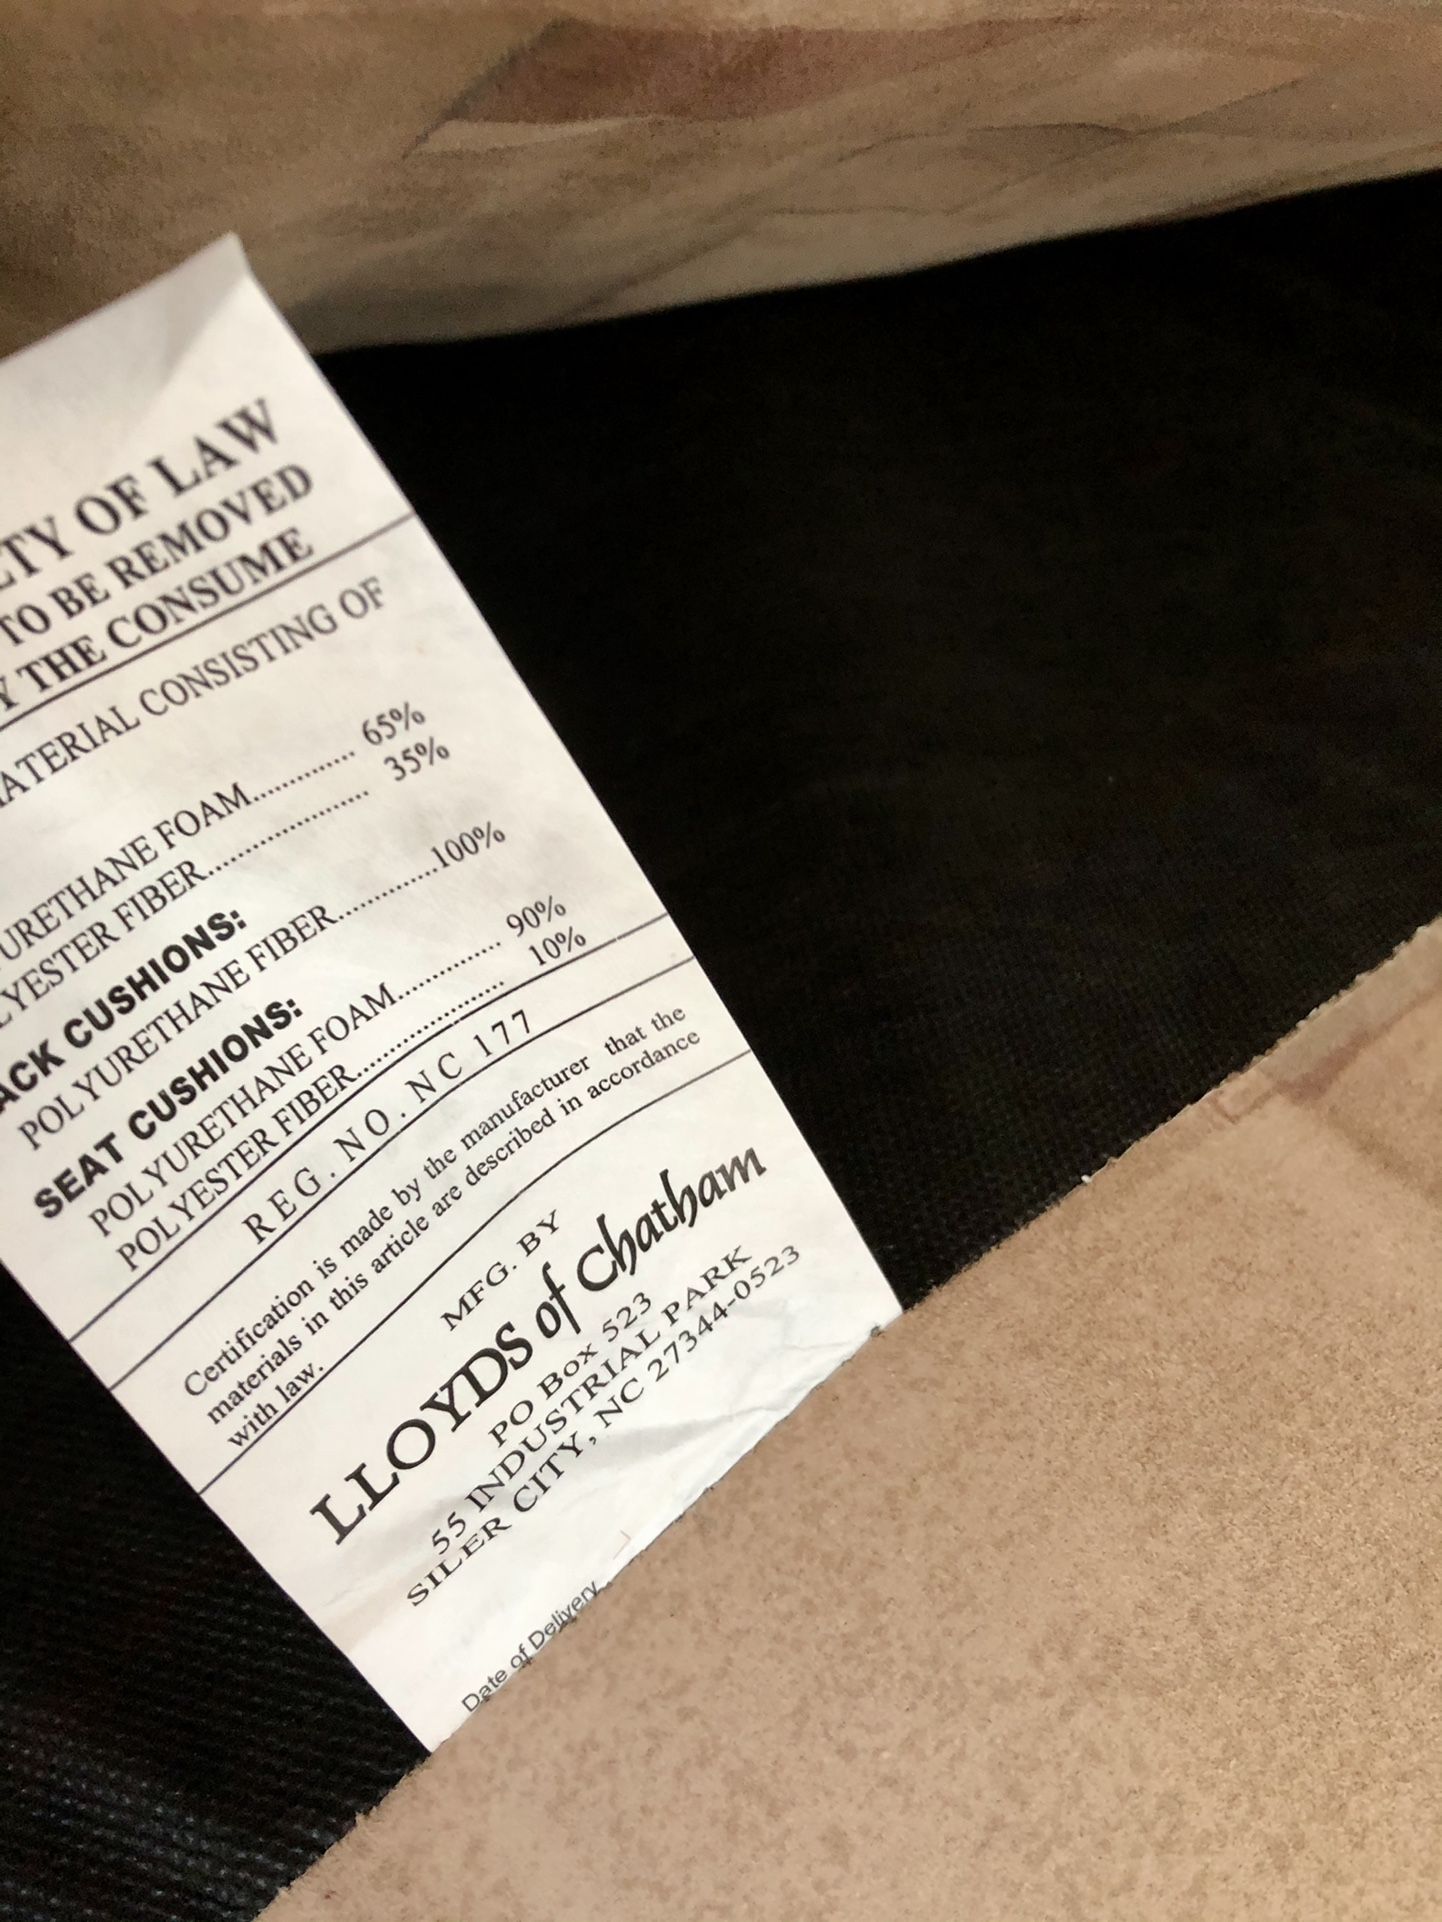 LTY OF LAW
TO BE REMOVED
Y THE CONSUME
MATERIAL CONSISTING OF
URETHANE FOAM............ 65%
LYESTER FIBER.................... 35%
ACK CUSHIONS:
POLYURETHANE FIBER............100%
SEAT CUSHIONS:
POLYURETHANE FOAM............ 90%
POLYESTER FIBER.................... 10%
REG. NO. NC 177
Certification is made by the manufacturer that the
materials in this article are described in accordance
with law.
MFG. BY
LLOYDS of Chatham
PO Box 523
55 INDUSTRIAL PARK
SILER CITY, NC 27344-0523
Date of Delivery